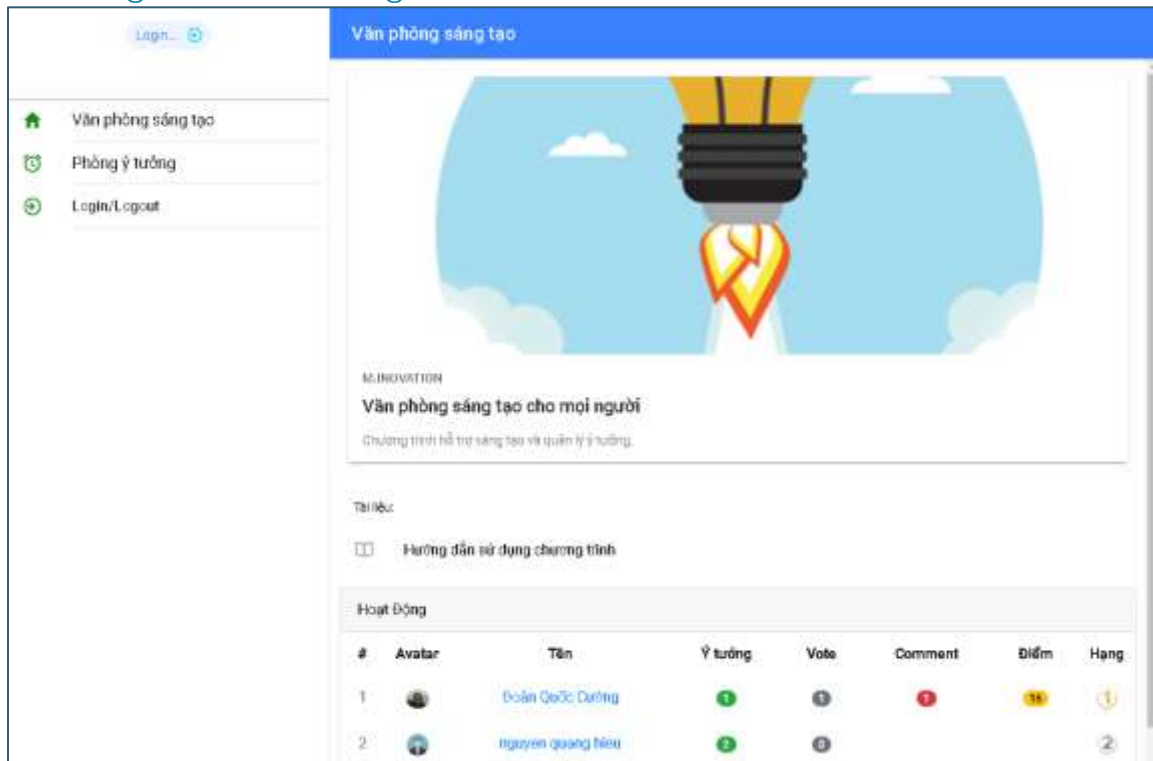 Login...
Văn phòng sáng tạo
Văn phòng sáng tạo
Phòng ý tưởng
Login/Logout
M.INOVATION
Văn phòng sáng tạo cho mọi người
Chương trình hỗ trợ sáng tạo và quản lý ý tưởng.
Tài liệu:
Hướng dẫn sử dụng chương trình
Hoạt Động
# Avatar Tên Ý tưởng Vote Comment Điểm Hạng
1 Đoàn Quốc Cường 1 1 1 16 1
2 nguyen quang hieu 2 0 2